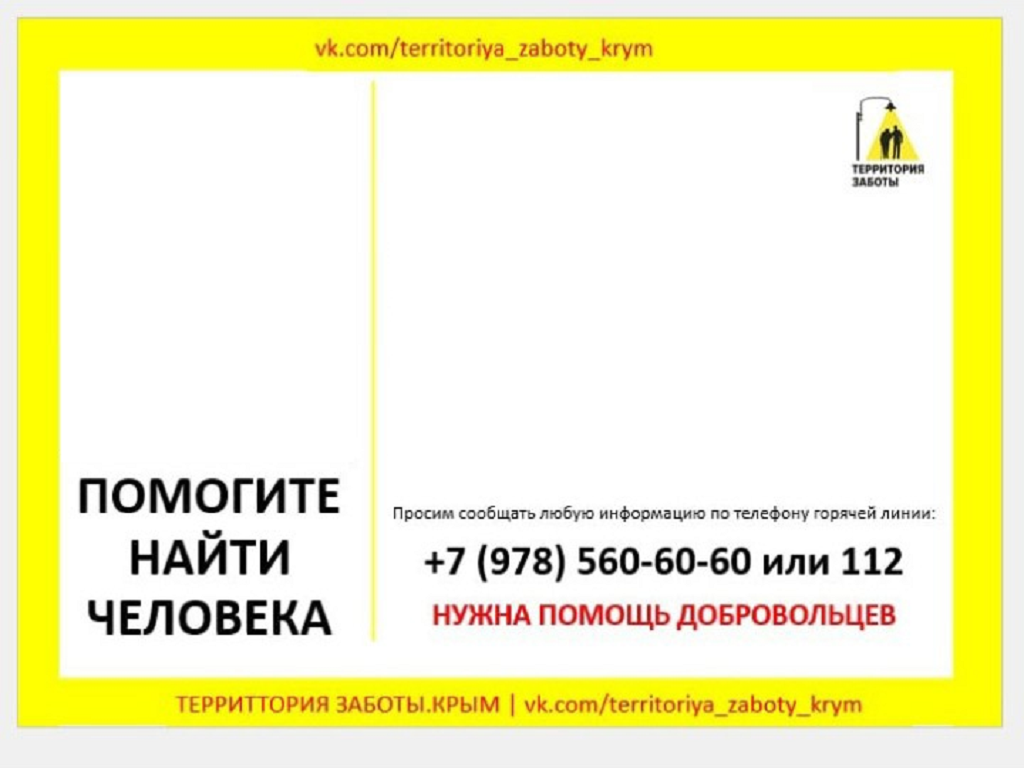 vk.com/territoriya_zaboty_krym
ТЕРРИТОРИЯ
ЗАБОТЫ
ПОМОГИТЕ
НАЙТИ
ЧЕЛОВЕКА
Просим сообщать любую информацию по телефону горячей линии:
+7 (978) 560-60-60 или 112
НУЖНА ПОМОЩЬ ДОБРОВОЛЬЦЕВ
ТЕРРИТТОРИЯ ЗАБОТЫ.КРЫМ | vk.com/territoriya_zaboty_krym